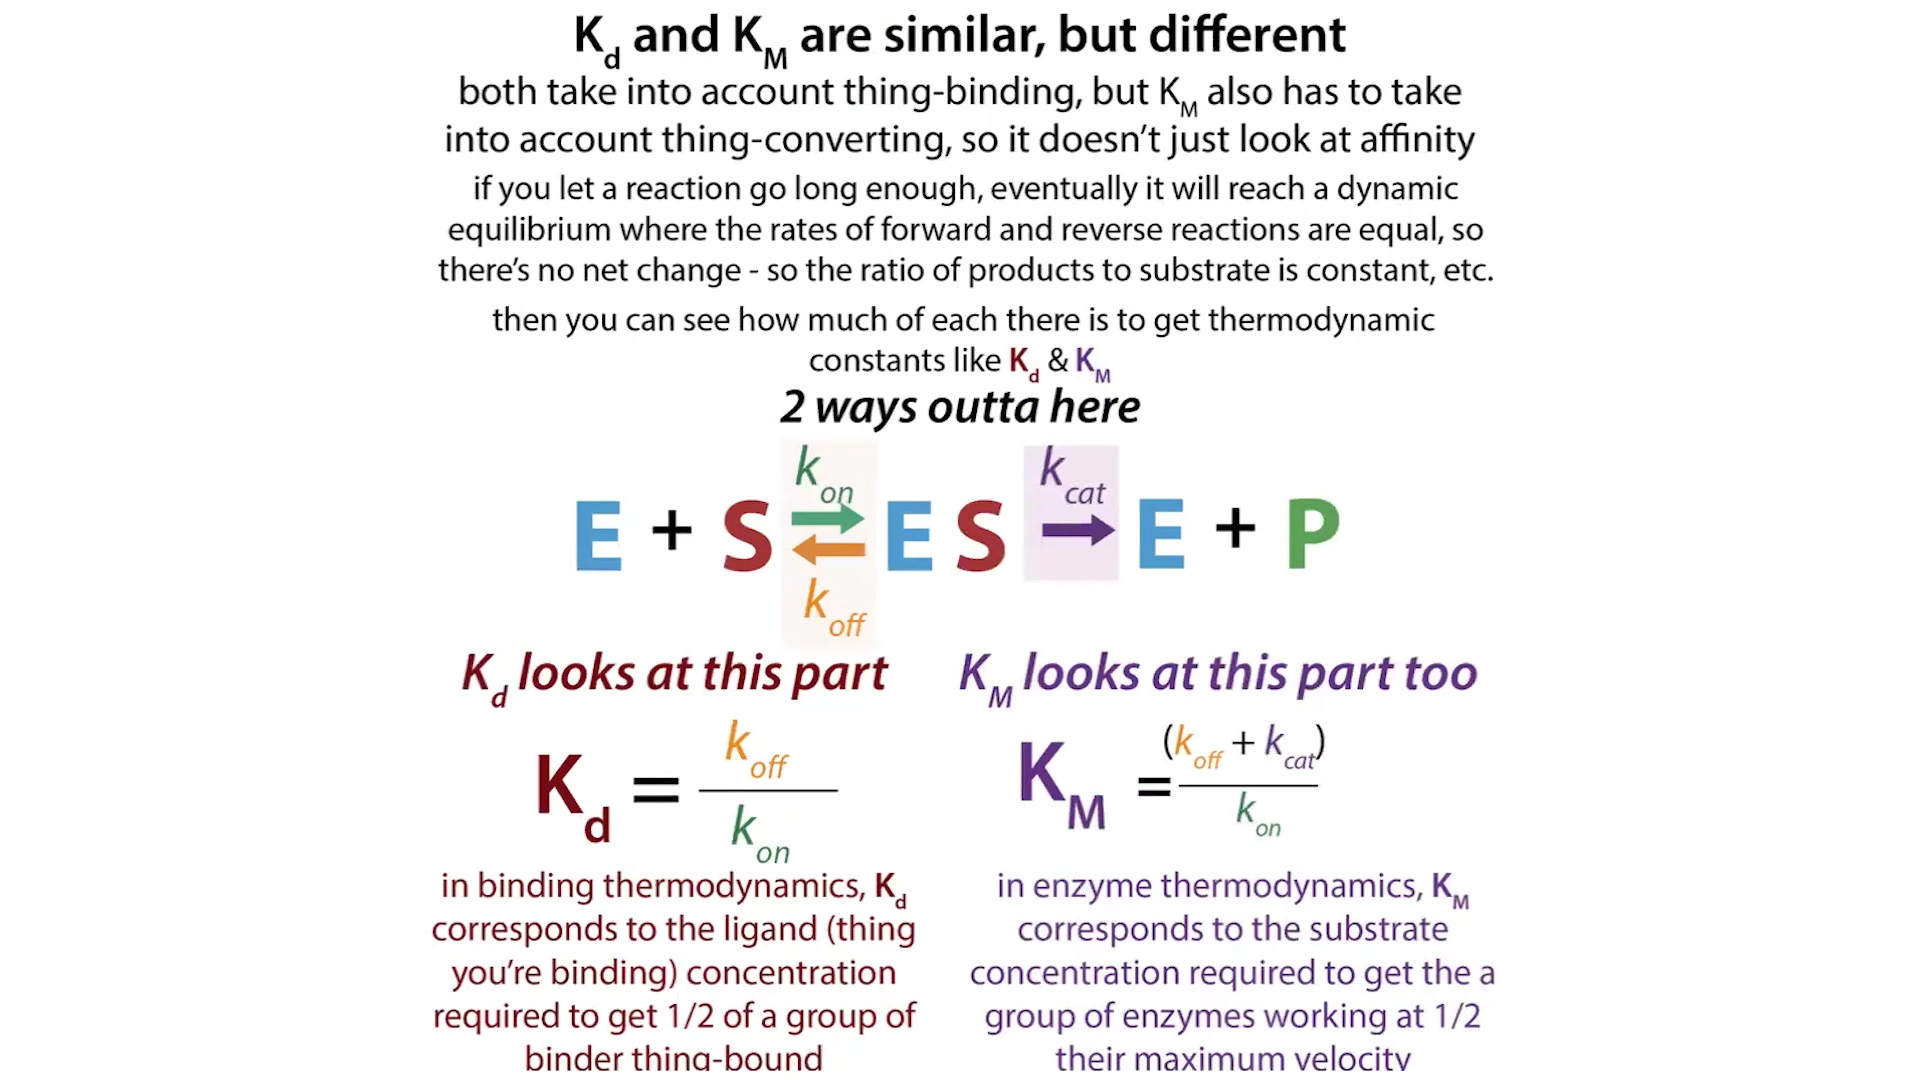 Kd and KM are similar, but different
both take into account thing-binding, but KM also has to take
into account thing-converting, so it doesn't just look at affinity
if you let a reaction go long enough, eventually it will reach a dynamic
equilibrium where the rates of forward and reverse reactions are equal, so
there's no net change - so the ratio of products to substrate is constant, etc.
then you can see how much of each there is to get thermodynamic
constants like Kd & KM
2 ways outta here
kon kcat
E + S ES E + P
koff
Kd looks at this part
Kd = koff
kon
in binding thermodynamics, Kd
corresponds to the ligand (thing
you're binding) concentration
required to get 1/2 of a group of
binder thing-bound
KM looks at this part too
KM = (koff + kcat)
kon
in enzyme thermodynamics, KM
corresponds to the substrate
concentration required to get the a
group of enzymes working at 1/2
their maximum velocity